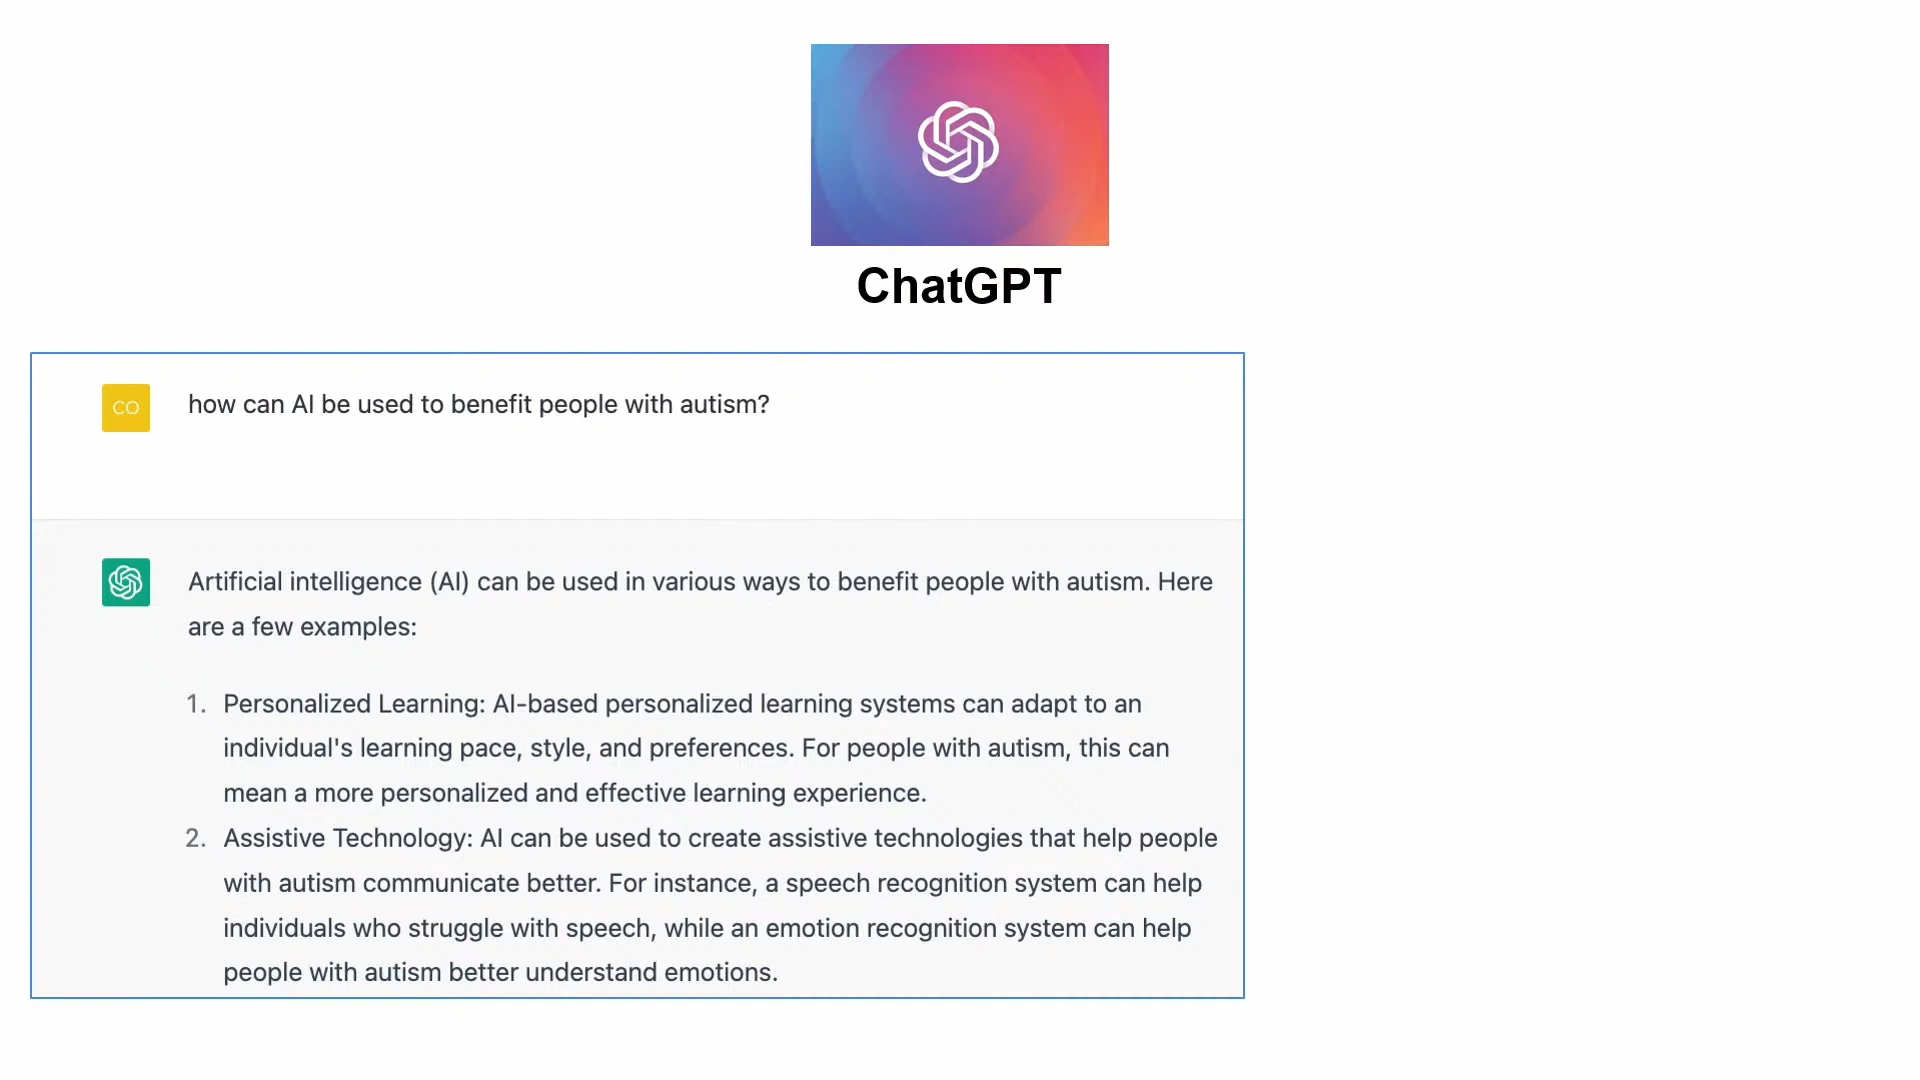 ChatGPT
CO
how can AI be used to benefit people with autism?
Artificial intelligence (AI) can be used in various ways to benefit people with autism. Here
are a few examples:
1. Personalized Learning: AI-based personalized learning systems can adapt to an
individual's learning pace, style, and preferences. For people with autism, this can
mean a more personalized and effective learning experience.
2. Assistive Technology: AI can be used to create assistive technologies that help people
with autism communicate better. For instance, a speech recognition system can help
individuals who struggle with speech, while an emotion recognition system can help
people with autism better understand emotions.